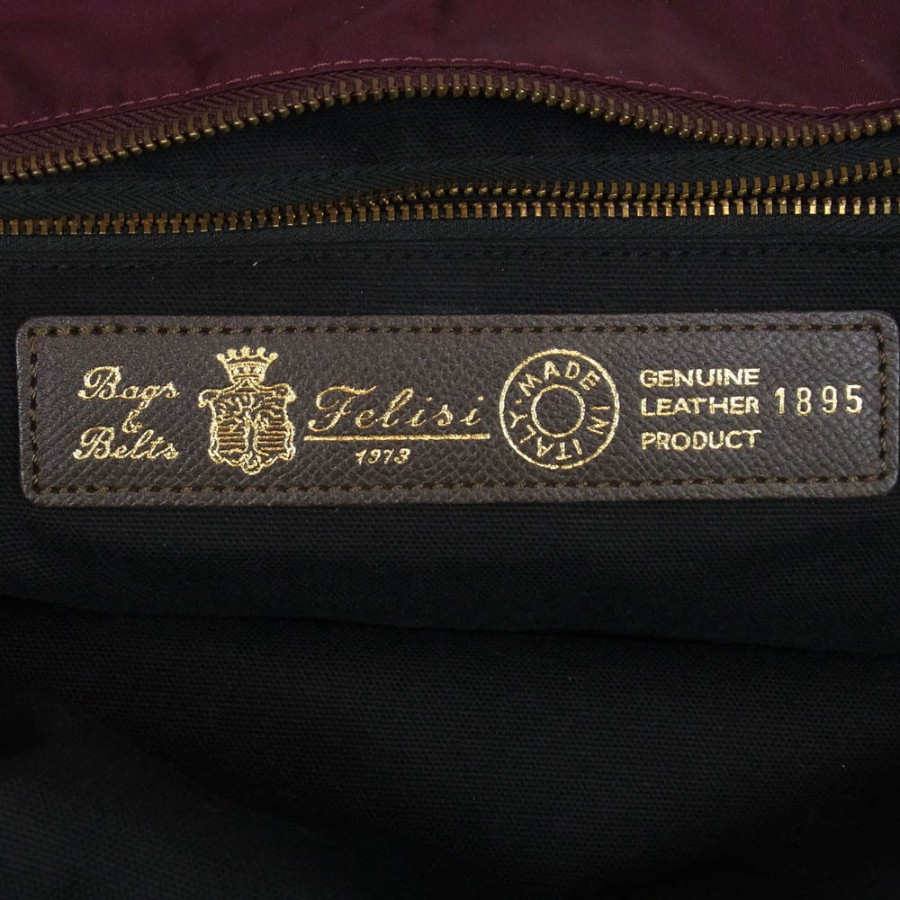 Bags
&
Belts
Felisi
1973
MADE IN ITALY
GENUINE
LEATHER
PRODUCT
1895